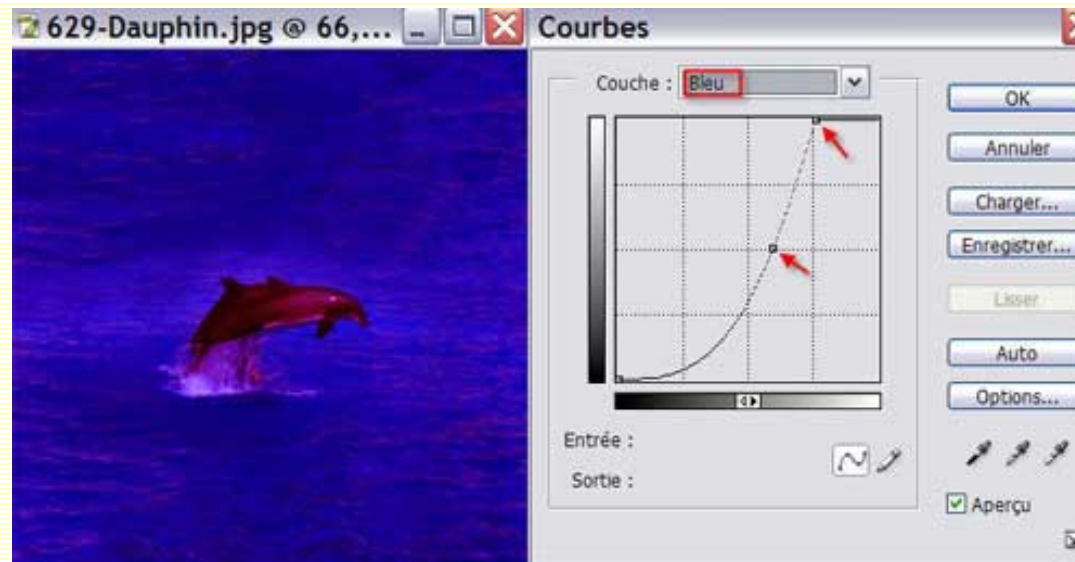 629-Dauphin.jpg @ 66,...
Courbes
Couche : Bleu
OK
Annuler
Charger...
Enregistrer...
Lisser
Auto
Options...
Entrée :
Sortie :
Aperçu